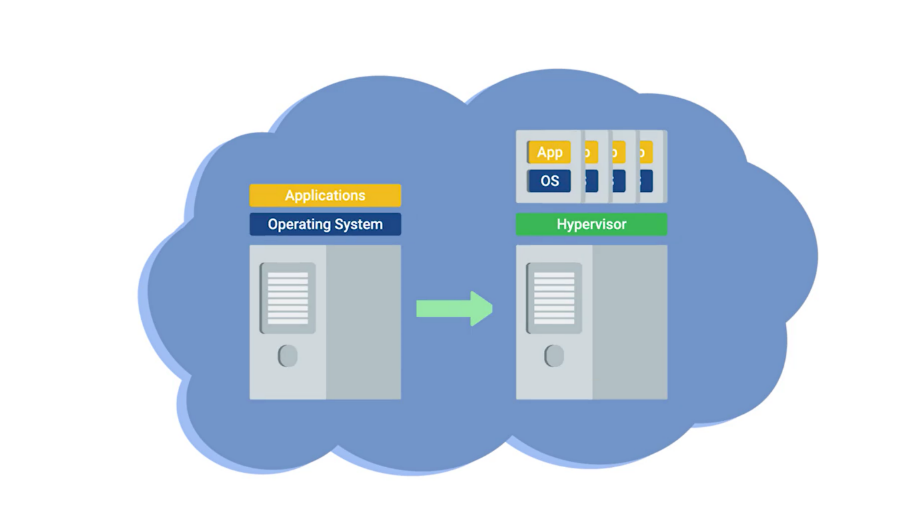 Applications
Operating System
App
OS
Hypervisor